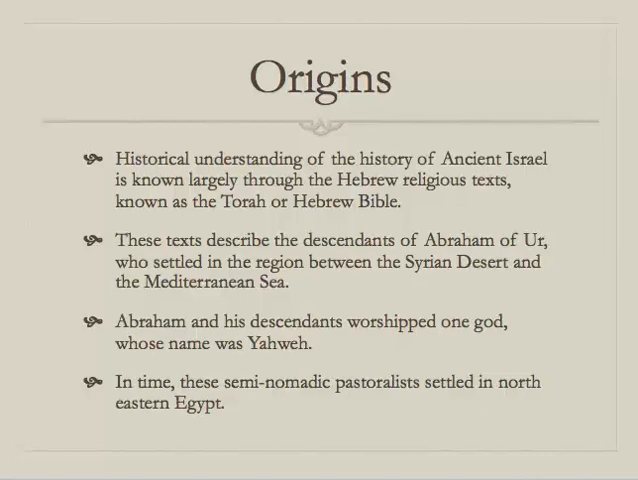 Origins
Historical understanding of the history of Ancient Israel
is known largely through the Hebrew religious texts,
known as the Torah or Hebrew Bible.
These texts describe the descendants of Abraham of Ur,
who settled in the region between the Syrian Desert and
the Mediterranean Sea.
Abraham and his descendants worshipped one god,
whose name was Yahweh.
In time, these semi-nomadic pastoralists settled in north
eastern Egypt.